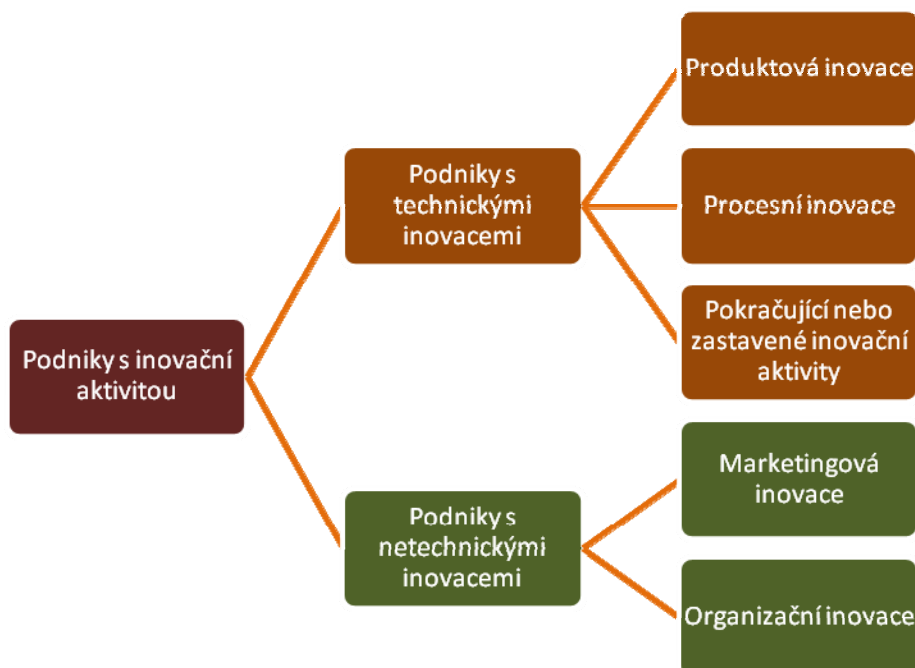 Podniky s inovační
aktivitou
Podniky s
technickými
inovacemi
Produktová inovace
Procesní inovace
Pokračující nebo
zastavené inovační
aktivity
Podniky s
netechnickými
inovacemi
Marketingová
inovace
Organizační inovace